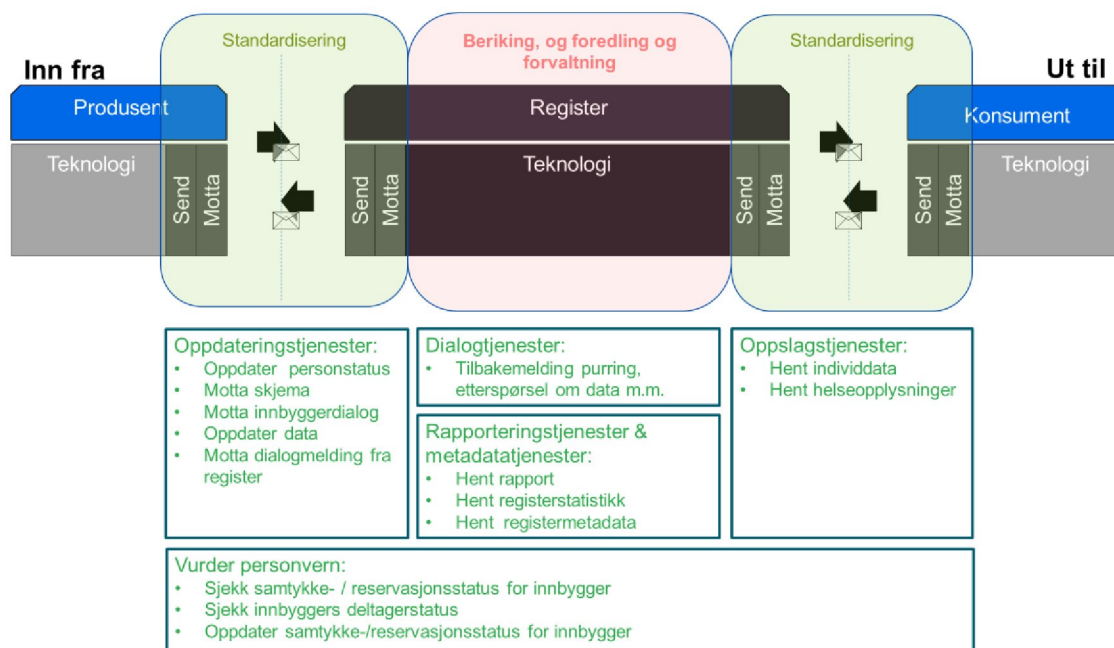 Standardisering
Beriking, og foredling og
forvaltning
Standardisering
Inn fra
Ut til
Produsent
Register
Konsument
Teknologi
Send
Motta
Send
Motta
Teknologi
Send
Motta
Send
Motta
Teknologi
Oppdateringstjenester:
• Oppdater personstatus
• Motta skjema
• Motta innbyggerdialog
• Oppdater data
• Motta dialogmelding fra
register
Dialogtjenester:
• Tilbakemelding purring,
etterspørsel om data m.m.
Rapporteringstjenester &
metadatatjenester:
• Hent rapport
• Hent registerstatistikk
• Hent registermetadata
Oppslagstjenester:
• Hent individdata
• Hent helseopplysninger
Vurder personvern:
• Sjekk samtykke- / reservasjonsstatus for innbygger
• Sjekk innbyggers deltagerstatus
• Oppdater samtykke-/reservasjonsstatus for innbygger